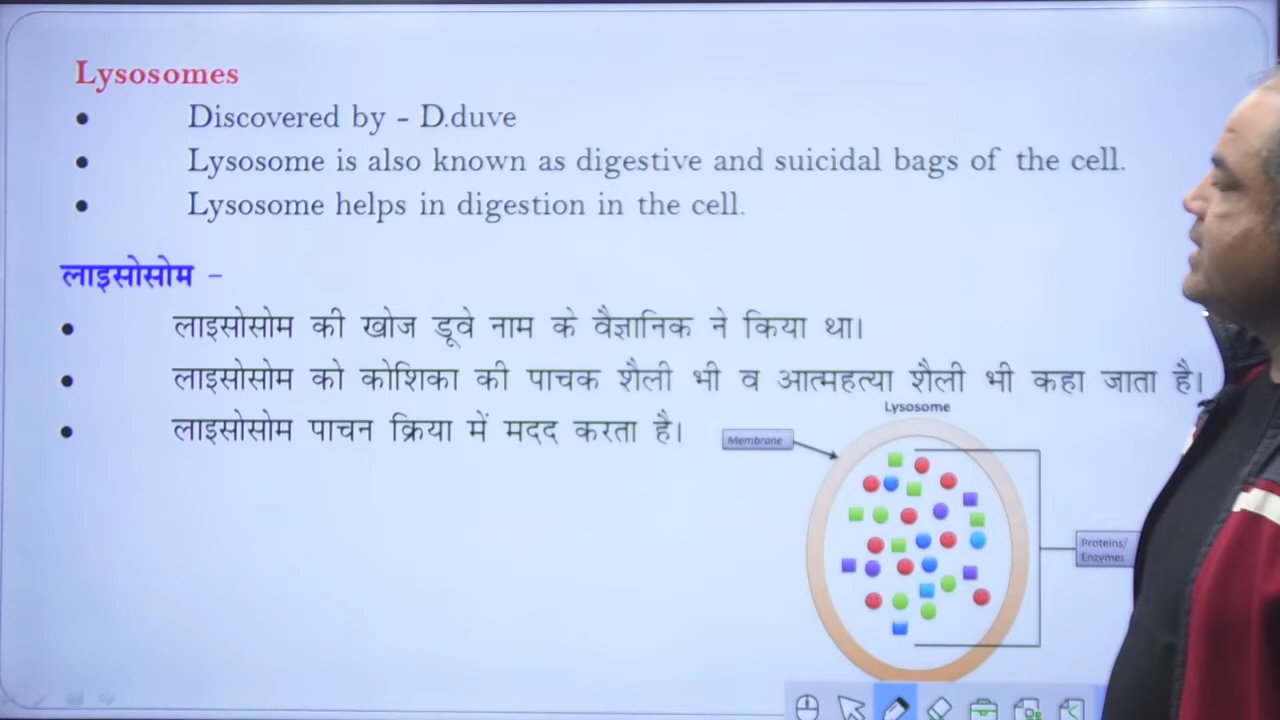 Lysosomes
• Discovered by - D.duve
• Lysosome is also known as digestive and suicidal bags of the cell.
• Lysosome helps in digestion in the cell.
लाइसोसोम –
• लाइसोसोम की खोज डूवे नाम के वैज्ञानिक ने किया था।
• लाइसोसोम को कोशिका की पाचक शैली भी व आत्महत्या शैली भी कहा जाता है।
• लाइसोसोम पाचन क्रिया में मदद करता है।
Lysosome
Membrane
Proteins/
Enzymes